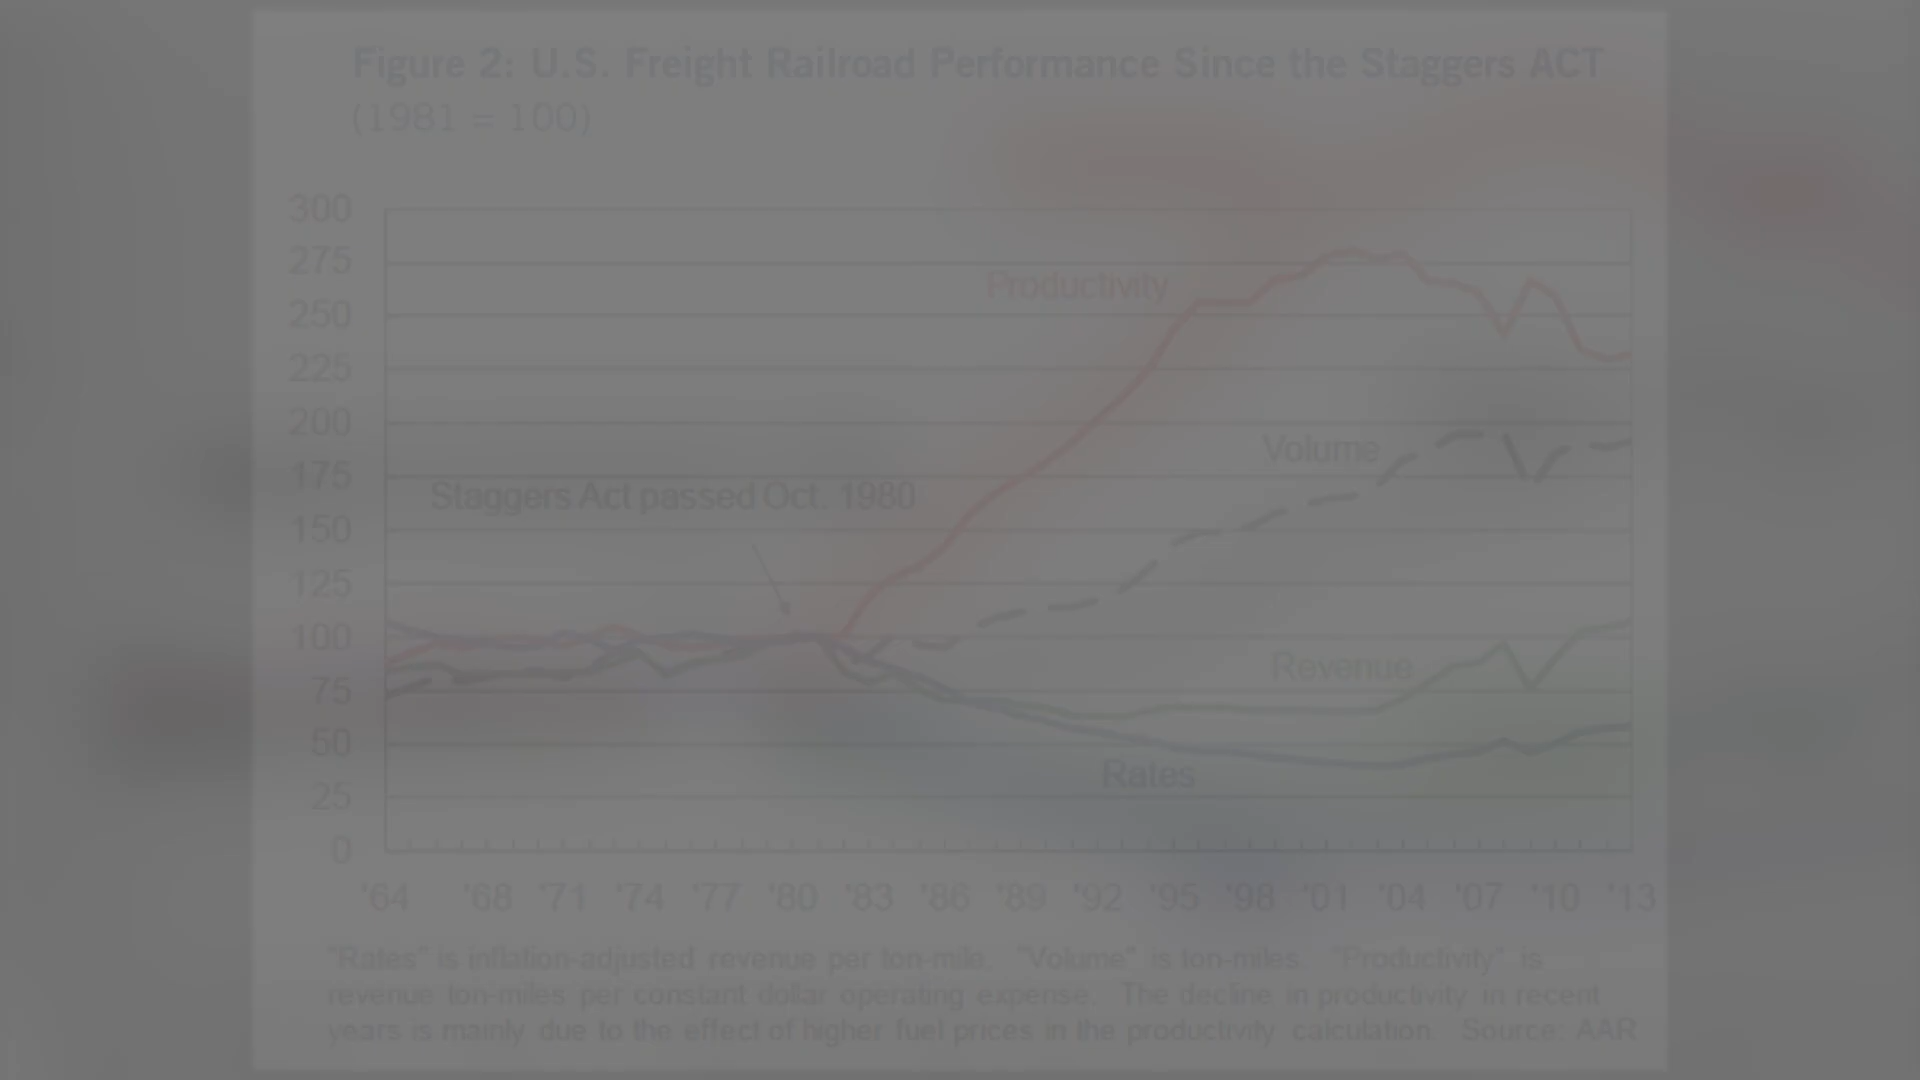 Figure 2: U.S. Freight Railroad Performance Since the Staggers ACT
(1981 = 100)
300
275
250
225
200
175
150
125
100
75
50
25
0
Productivity
Volume
Staggers Act passed Oct. 1980
Revenue
Rates
'64 '68 '71 '74 '77 '80 '83 '86 '89 '92 '95 '98 '01 '04 '07 '10 '13
"Rates" is inflation-adjusted revenue per ton-mile. "Volume" is ton-miles. "Productivity" is
revenue ton-miles per constant dollar operating expense. The decline in productivity in recent
years is mainly due to the effect of higher fuel prices in the productivity calculation. Source: AAR